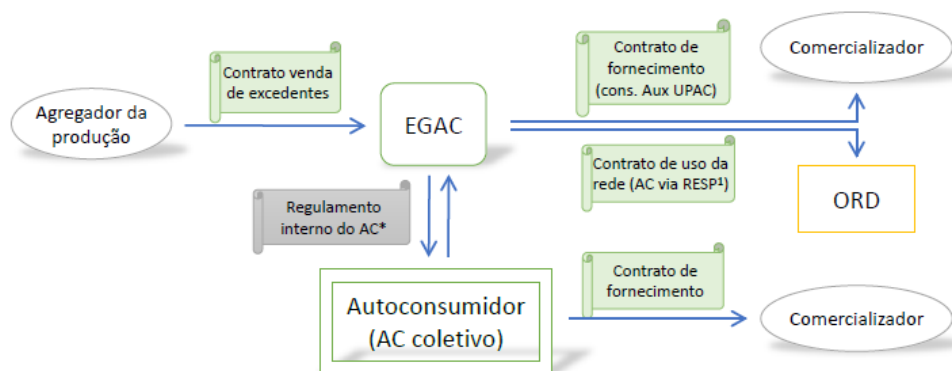 Contrato venda
de excedentes
Contrato de
fornecimento
(cons. Aux UPAC)
Comercializador
Agregador da
produção
EGAC
Contrato de uso da
rede (AC via RESP¹)
ORD
Regulamento
interno do AC*
Autoconsumidor
(AC coletivo)
Contrato de
fornecimento
Comercializador